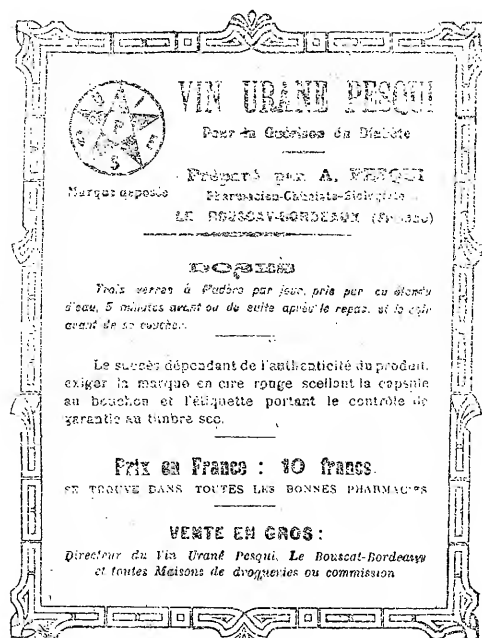 VIN URANÉ PESQUI
Pour la Guérison du Diabète
Préparé par A. PESQUI
Pharmacien-Chimiste-Biologiste
LE BOUSCAT-BORDEAUX (France)
Marque déposée
DOSES
Trois verres à Madère par jour, pris pur ou étendu
d'eau, 5 minutes avant ou de suite après le repas, et le soir
avant de se coucher.
Le succès dépendant de l'authenticité du produit,
exiger la marque en cire rouge scellant la capsule
au bouchon et l'étiquette portant le contrôle de
garantie au timbre sec.
Prix en France : 10 francs
SE TROUVE DANS TOUTES LES BONNES PHARMACIES
VENTE EN GROS :
Directeur du Vin Urané Pesqui, Le Bouscat-Bordeaux
et toutes Maisons de drogueries ou commission